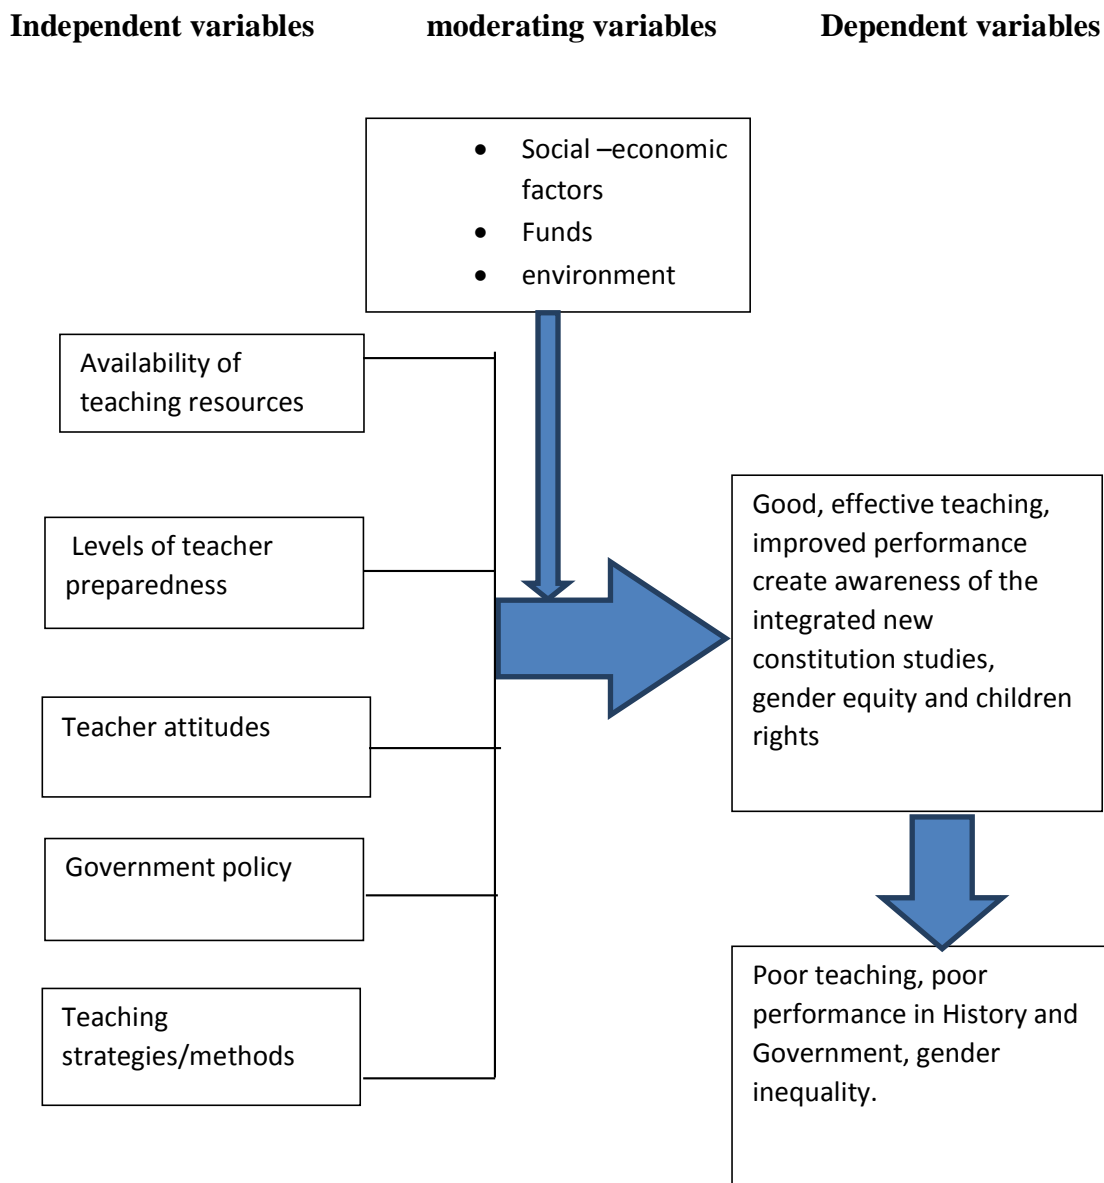 Independent variables moderating variables Dependent variables
• Social –economic
factors
• Funds
• environment
Availability of
teaching resources
Levels of teacher
preparedness
Teacher attitudes
Government policy
Teaching
strategies/methods
Good, effective teaching,
improved performance
create awareness of the
integrated new
constitution studies,
gender equity and children
rights
Poor teaching, poor
performance in History and
Government, gender
inequality.